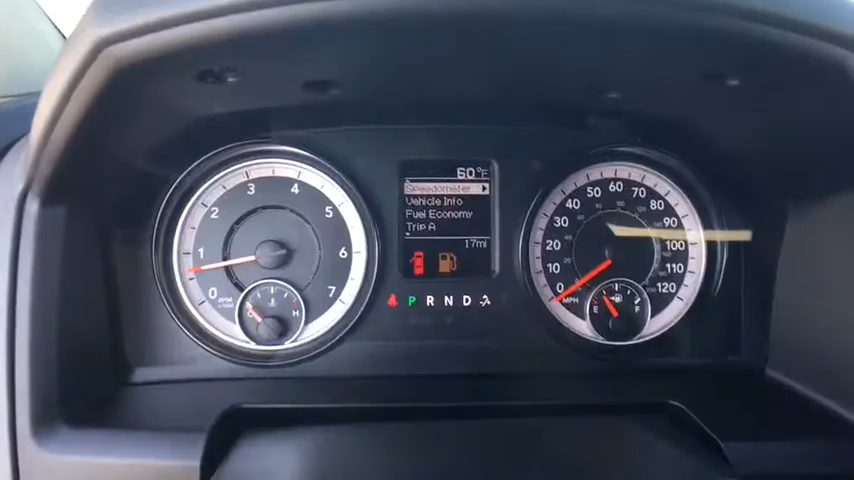 60°F
Speedometer
Vehicle Info
Fuel Economy
Trip A
17mi
P R N D
0 1 2 3 4 5 6 7
RPM
C H
0 10 20 30 40 50 60 70 80 90 100 110 120
MPH
E F